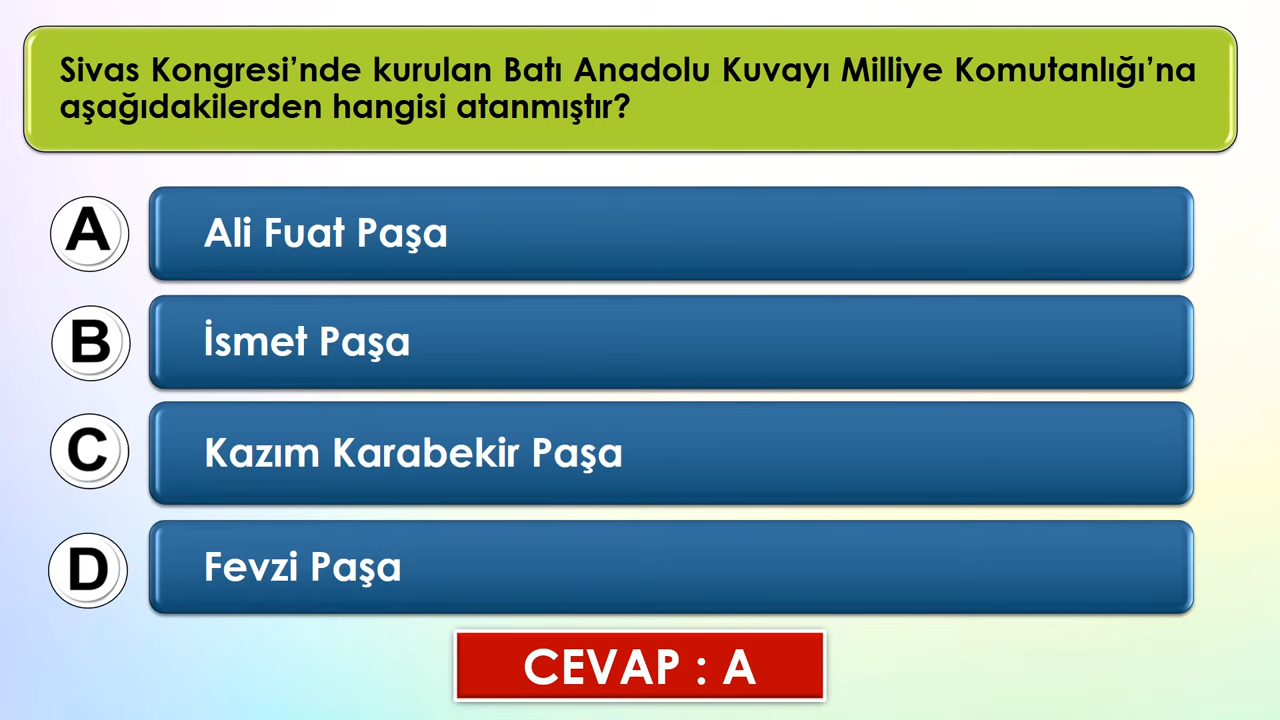 Sivas Kongresi’nde kurulan Batı Anadolu Kuvayı Milliye Komutanlığı’na
aşağıdakilerden hangisi atanmıştır?
A Ali Fuat Paşa
B İsmet Paşa
C Kazım Karabekir Paşa
D Fevzi Paşa
CEVAP : A